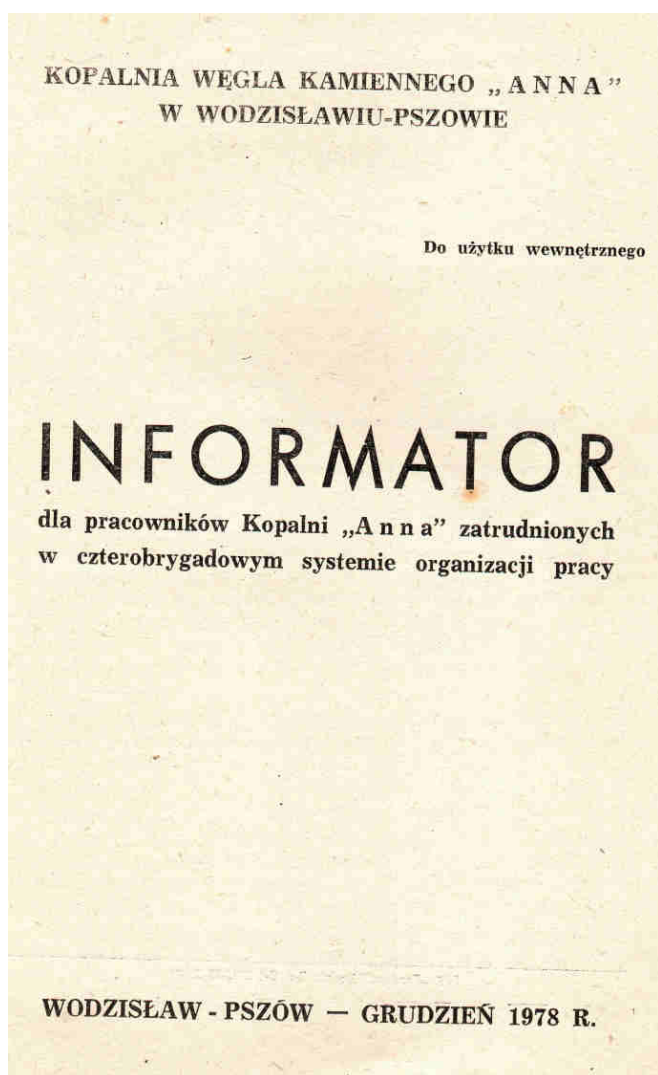 KOPALNIA WĘGLA KAMIENNEGO „ANNA”
W WODZISŁAWIU-PSZOWIE
Do użytku wewnętrznego
INFORMATOR
dla pracowników Kopalni „Anna” zatrudnionych
w czterobrygadowym systemie organizacji pracy
WODZISŁAW - PSZÓW — GRUDZIEŃ 1978 R.